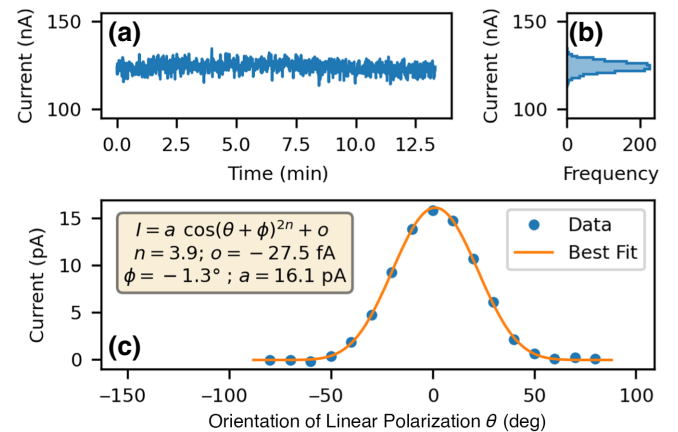 150
100
Current (nA)
(a)
0.0 2.5 5.0 7.5 10.0 12.5
Time (min)
150
100
Current (nA)
(b)
0 200
Frequency
15
10
5
0
Current (pA)
I = a cos(θ + ϕ)²ⁿ + o
n = 3.9; o = −27.5 fA
ϕ = −1.3° ; a = 16.1 pA
Data
Best Fit
(c)
−150 −100 −50 0 50 100
Orientation of Linear Polarization θ (deg)